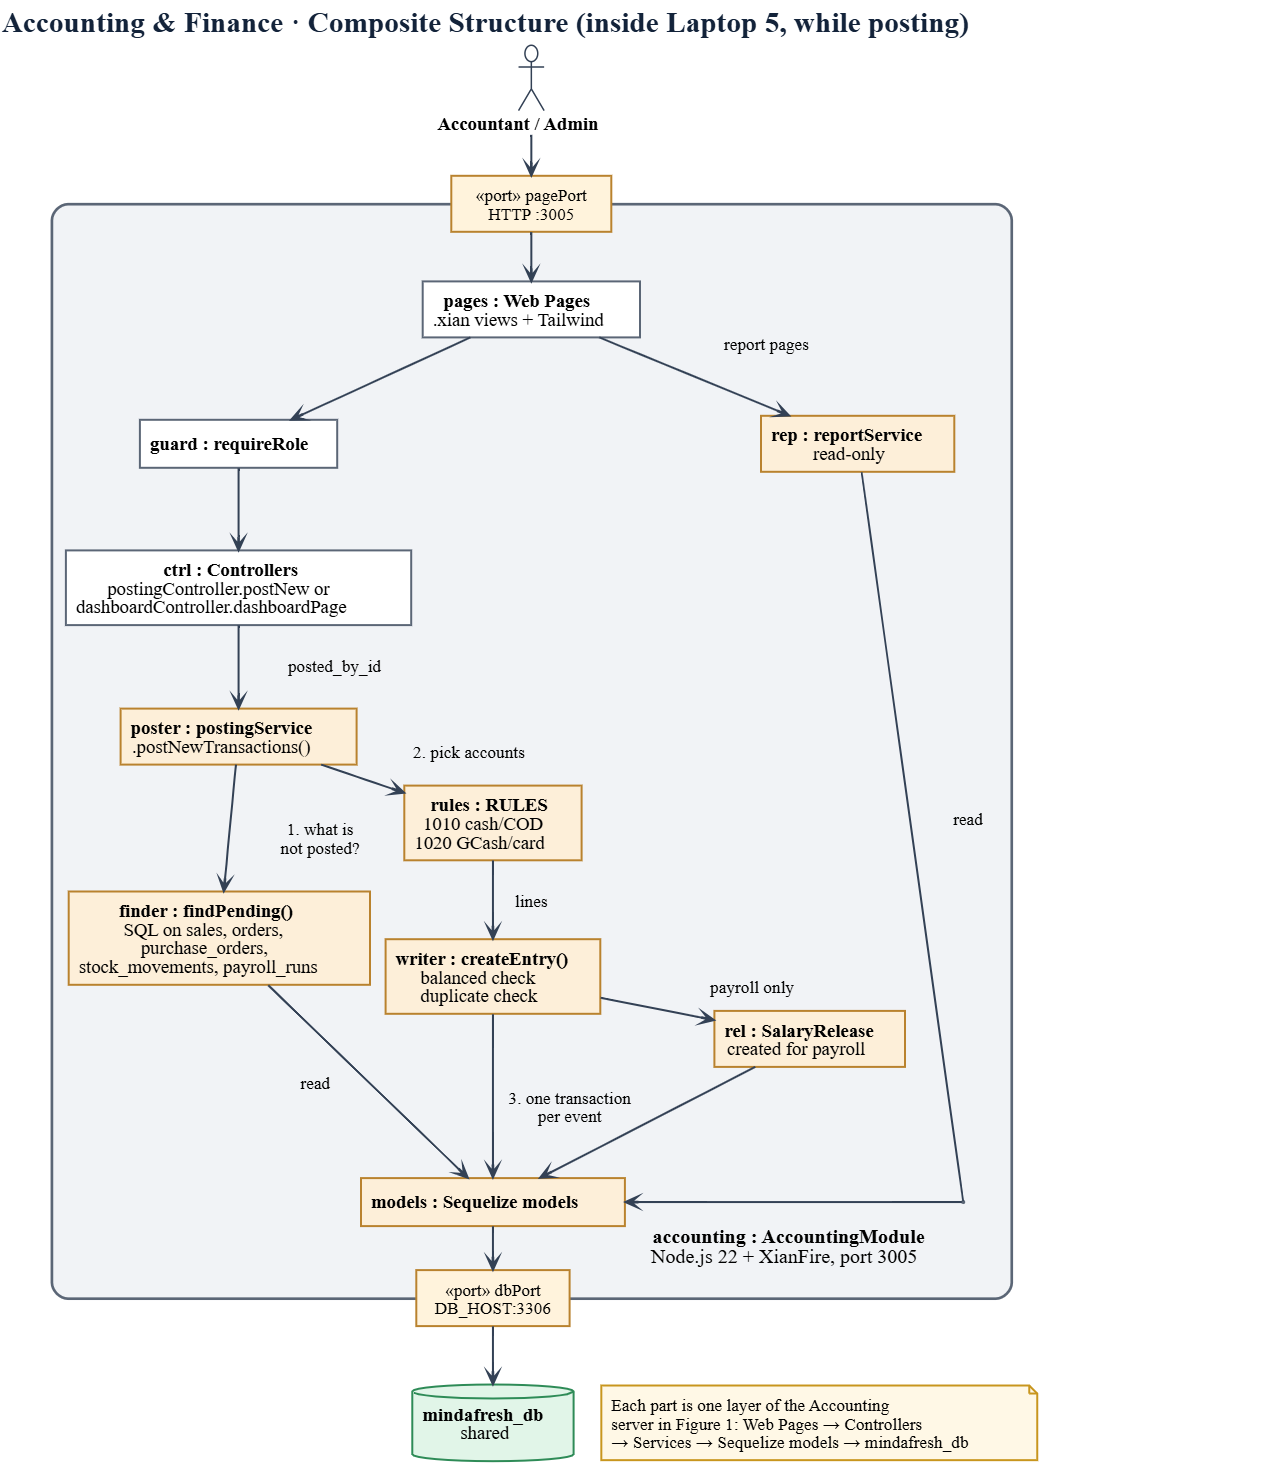 Accounting & Finance · Composite Structure (inside Laptop 5, while posting)
Accountant / Admin
«port» pagePort
HTTP :3005
pages : Web Pages
.xian views + Tailwind
report pages
guard : requireRole
rep : reportService
read-only
ctrl : Controllers
postingController.postNew or
dashboardController.dashboardPage
posted_by_id
poster : postingService
.postNewTransactions()
2. pick accounts
rules : RULES
1010 cash/COD
1020 GCash/card
1. what is
not posted?
read
finder : findPending()
SQL on sales, orders,
purchase_orders,
stock_movements, payroll_runs
lines
writer : createEntry()
balanced check
duplicate check
payroll only
rel : SalaryRelease
created for payroll
read
3. one transaction
per event
models : Sequelize models
accounting : AccountingModule
Node.js 22 + XianFire, port 3005
«port» dbPort
DB_HOST:3306
mindafresh_db
shared
Each part is one layer of the Accounting
server in Figure 1: Web Pages → Controllers
→ Services → Sequelize models → mindafresh_db